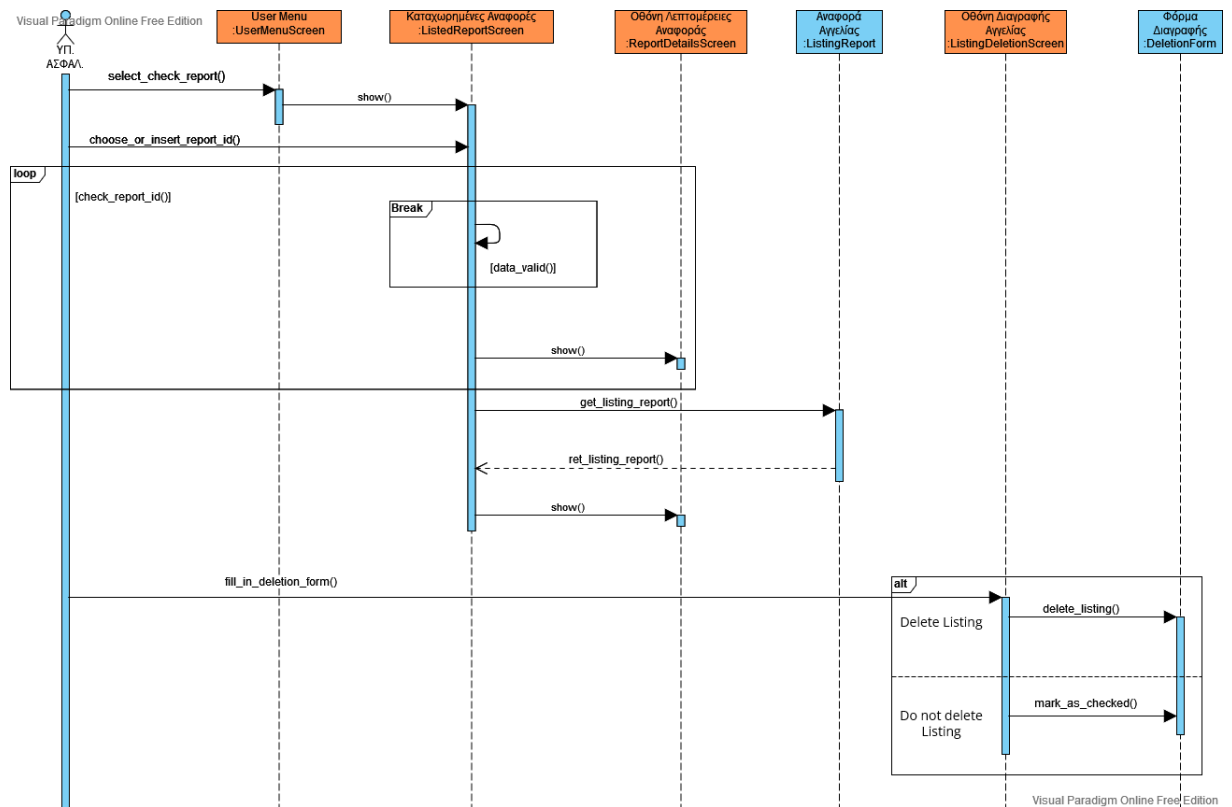 Visual Paradigm Online Free Edition
ΥΠ.
ΑΣΦΑΛ.
User Menu
:UserMenuScreen
Καταχωρημένες Αναφορές
:ListedReportScreen
Οθόνη Λεπτομέρειες
Αναφοράς
:ReportDetailsScreen
Αναφορά
Αγγελίας
:ListingReport
Οθόνη Διαγραφής
Αγγελίας
:ListingDeletionScreen
Φόρμα
Διαγραφής
:DeletionForm
select_check_report()
show()
choose_or_insert_report_id()
loop
[check_report_id()]
Break
[data_valid()]
show()
get_listing_report()
ret_listing_report()
show()
fill_in_deletion_form()
alt
delete_listing()
Delete Listing
mark_as_checked()
Do not delete
Listing
Visual Paradigm Online Free Edition